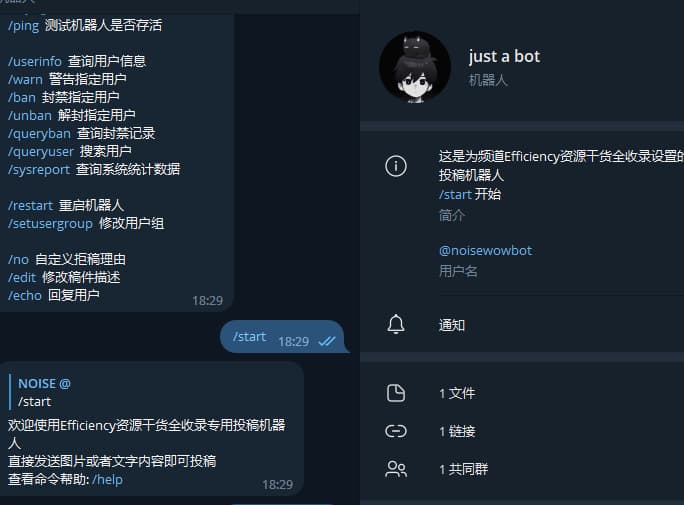 /ping 测试机器人是否存活
/userinfo 查询用户信息
/warn 警告指定用户
/ban 封禁指定用户
/unban 解封指定用户
/queryban 查询封禁记录
/queryuser 搜索用户
/sysreport 查询系统统计数据
/restart 重启机器人
/setusergroup 修改用户组
/no 自定义拒稿理由
/edit 修改稿件描述
/echo 回复用户
18:29
/start 18:29
NOISE @
/start
欢迎使用Efficiency资源干货全收录专用投稿机器
人
直接发送图片或者文字内容即可投稿
查看命令帮助: /help
18:29
just a bot
机器人
这是为频道Efficiency资源干货全收录设置的
投稿机器人
/start 开始
简介
@noisewowbot
用户名
通知
1 文件
1 链接
1 共同群